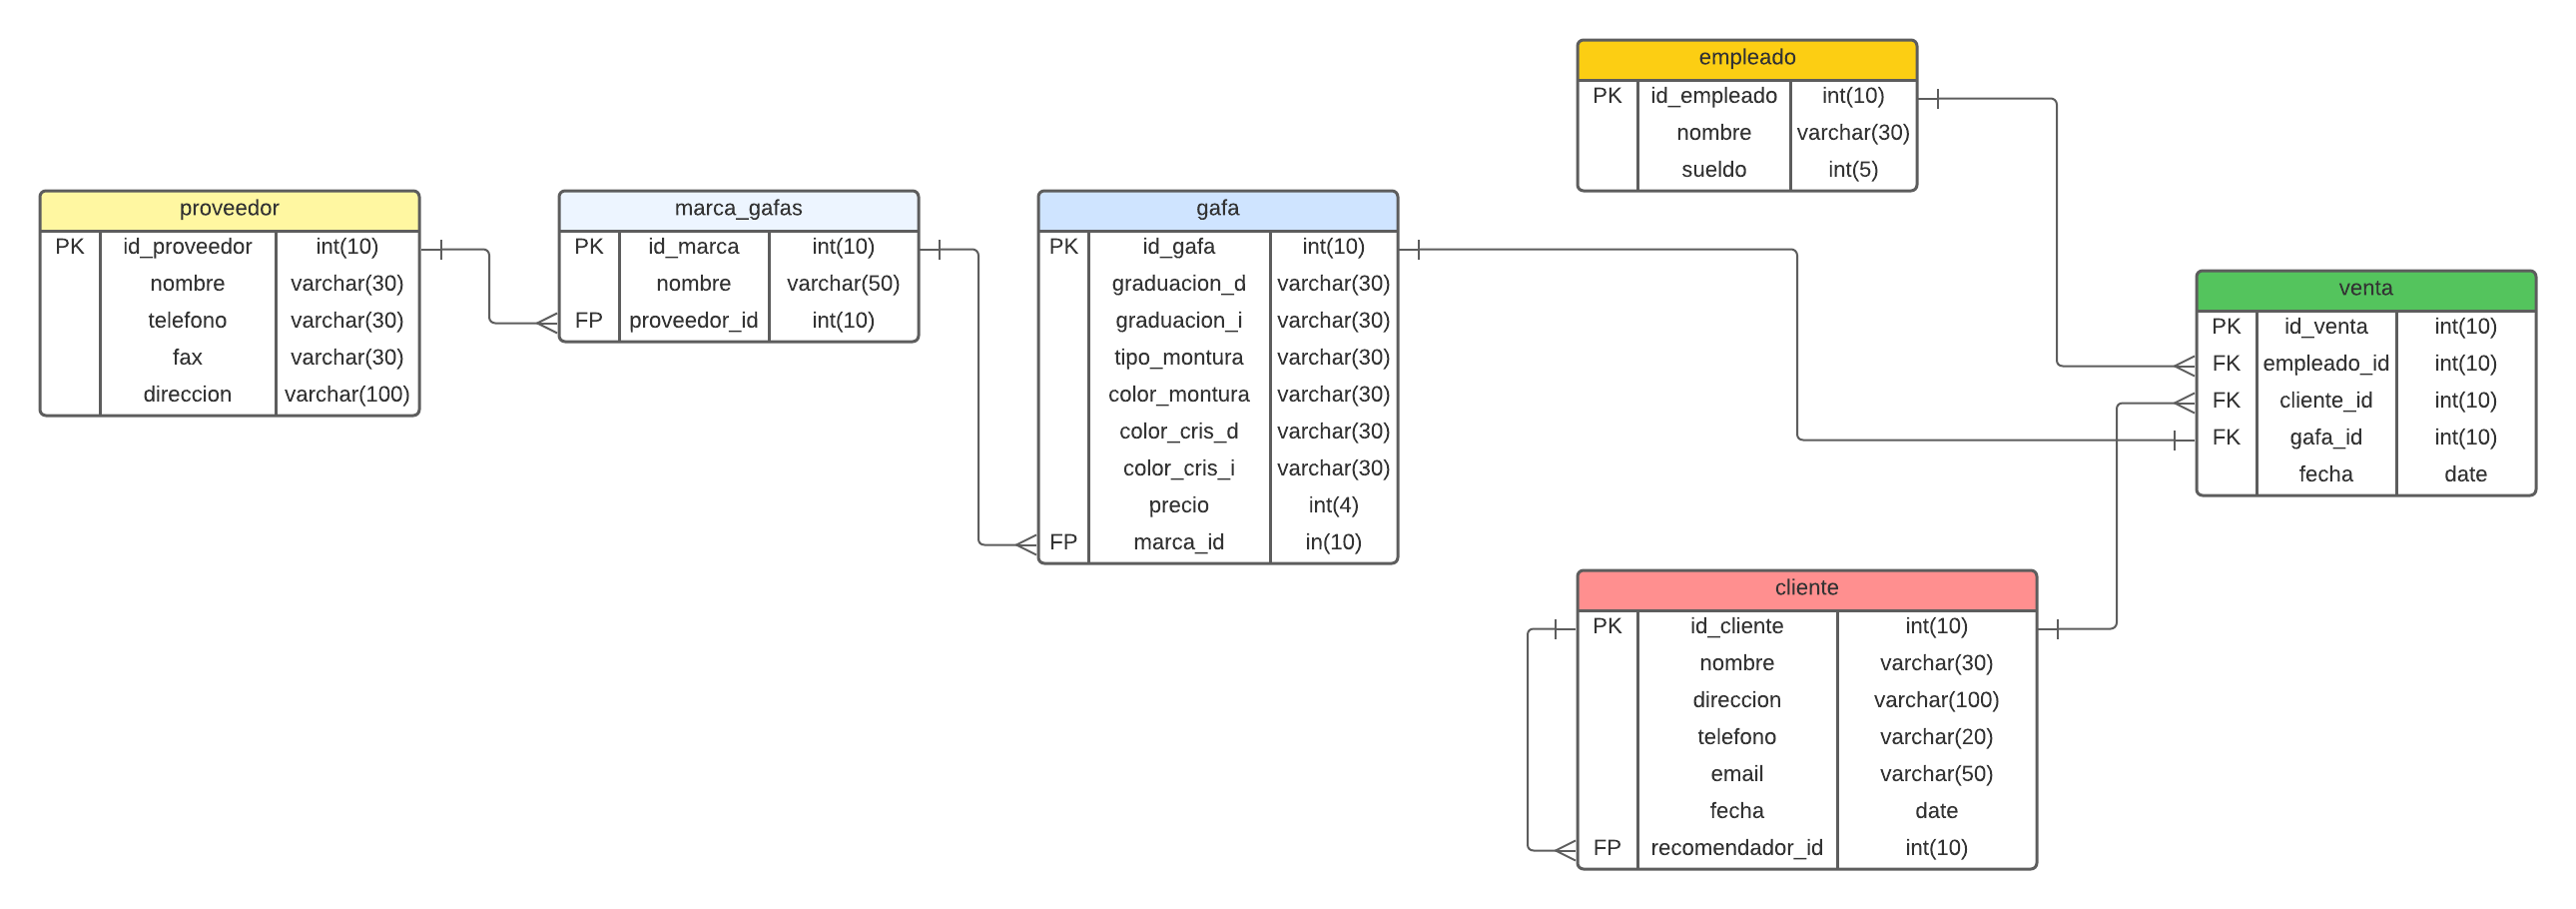 proveedor
PK id_proveedor int(10)
nombre varchar(30)
telefono varchar(30)
fax varchar(30)
direccion varchar(100)
marca_gafas
PK id_marca int(10)
nombre varchar(50)
FP proveedor_id int(10)
gafa
PK id_gafa int(10)
graduacion_d varchar(30)
graduacion_i varchar(30)
tipo_montura varchar(30)
color_montura varchar(30)
color_cris_d varchar(30)
color_cris_i varchar(30)
precio int(4)
FP marca_id in(10)
empleado
PK id_empleado int(10)
nombre varchar(30)
sueldo int(5)
venta
PK id_venta int(10)
FK empleado_id int(10)
FK cliente_id int(10)
FK gafa_id int(10)
fecha date
cliente
PK id_cliente int(10)
nombre varchar(30)
direccion varchar(100)
telefono varchar(20)
email varchar(50)
fecha date
FP recomendador_id int(10)